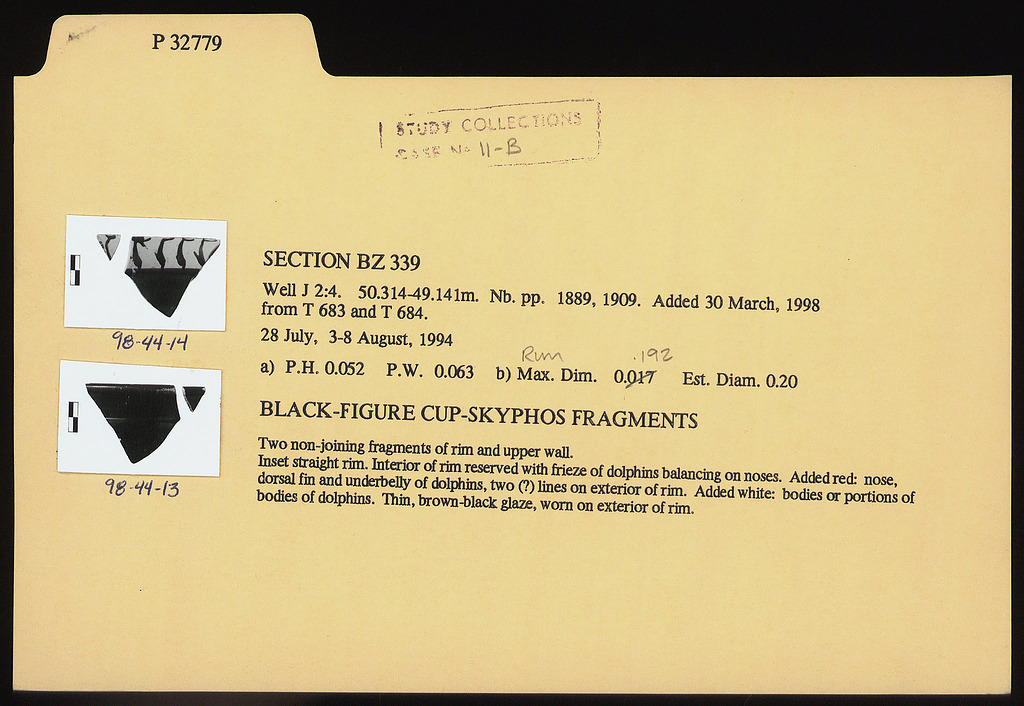 P 32779
STUDY COLLECTIONS
CASE No 11-B
SECTION BZ 339
Well J 2:4. 50.314-49.141m. Nb. pp. 1889, 1909. Added 30 March, 1998
from T 683 and T 684.
28 July, 3-8 August, 1994
Rim .192
a) P.H. 0.052 P.W. 0.063 b) Max. Dim. 0.017 Est. Diam. 0.20
BLACK-FIGURE CUP-SKYPHOS FRAGMENTS
Two non-joining fragments of rim and upper wall.
Inset straight rim. Interior of rim reserved with frieze of dolphins balancing on noses. Added red: nose,
dorsal fin and underbelly of dolphins, two (?) lines on exterior of rim. Added white: bodies or portions of
bodies of dolphins. Thin, brown-black glaze, worn on exterior of rim.
98-44-14
98-44-13